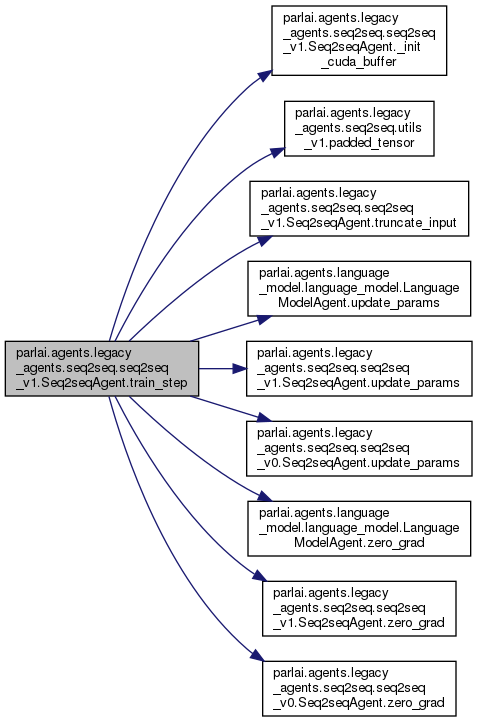 parlai.agents.legacy
_agents.seq2seq.seq2seq
_v1.Seq2seqAgent._init
_cuda_buffer
parlai.agents.legacy
_agents.seq2seq.utils
_v1.padded_tensor
parlai.agents.legacy
_agents.seq2seq.seq2seq
_v1.Seq2seqAgent.truncate_input
parlai.agents.language
_model.language_model.Language
ModelAgent.update_params
parlai.agents.legacy
_agents.seq2seq.seq2seq
_v1.Seq2seqAgent.train_step
parlai.agents.legacy
_agents.seq2seq.seq2seq
_v1.Seq2seqAgent.update_params
parlai.agents.legacy
_agents.seq2seq.seq2seq
_v0.Seq2seqAgent.update_params
parlai.agents.language
_model.language_model.Language
ModelAgent.zero_grad
parlai.agents.legacy
_agents.seq2seq.seq2seq
_v1.Seq2seqAgent.zero_grad
parlai.agents.legacy
_agents.seq2seq.seq2seq
_v0.Seq2seqAgent.zero_grad